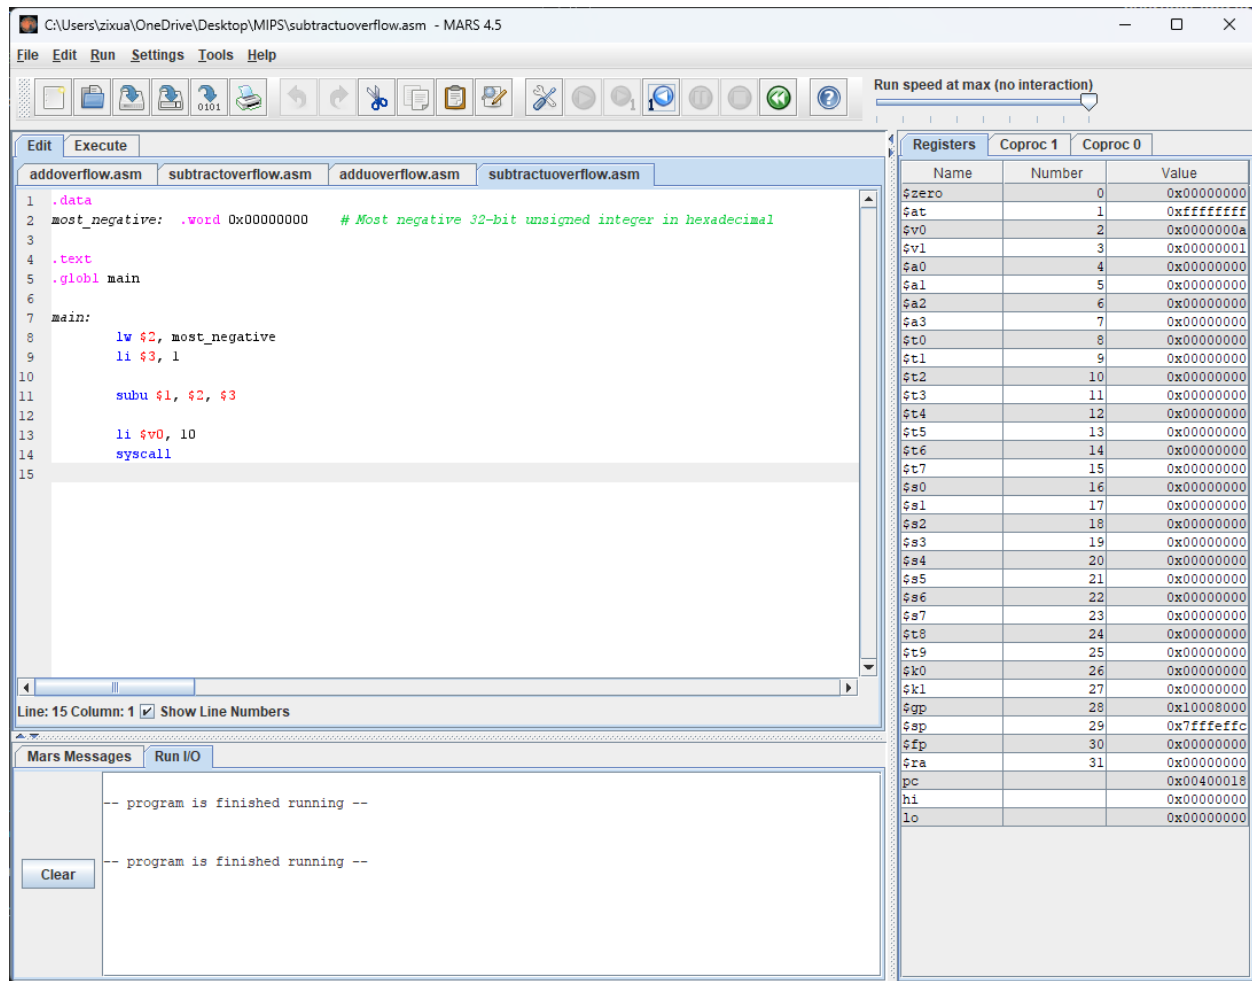 C:\Users\zixua\OneDrive\Desktop\MIPS\subtractuoverflow.asm - MARS 4.5
File Edit Run Settings Tools Help
Run speed at max (no interaction)
Edit Execute
addoverflow.asm subtractoverflow.asm adduoverflow.asm subtractuoverflow.asm
1 .data
2 most_negative: .word 0x00000000 # Most negative 32-bit unsigned integer in hexadecimal
3
4 .text
5 .globl main
6
7 main:
8 lw $2, most_negative
9 li $3, 1
10
11 subu $1, $2, $3
12
13 li $v0, 10
14 syscall
15
Line: 15 Column: 1 Show Line Numbers
Mars Messages Run I/O
-- program is finished running --
-- program is finished running --
Clear
Registers Coproc 1 Coproc 0
Name Number Value
$zero 0 0x00000000
$at 1 0xffffffff
$v0 2 0x0000000a
$v1 3 0x00000001
$a0 4 0x00000000
$a1 5 0x00000000
$a2 6 0x00000000
$a3 7 0x00000000
$t0 8 0x00000000
$t1 9 0x00000000
$t2 10 0x00000000
$t3 11 0x00000000
$t4 12 0x00000000
$t5 13 0x00000000
$t6 14 0x00000000
$t7 15 0x00000000
$s0 16 0x00000000
$s1 17 0x00000000
$s2 18 0x00000000
$s3 19 0x00000000
$s4 20 0x00000000
$s5 21 0x00000000
$s6 22 0x00000000
$s7 23 0x00000000
$t8 24 0x00000000
$t9 25 0x00000000
$k0 26 0x00000000
$k1 27 0x00000000
$gp 28 0x10008000
$sp 29 0x7fffeffc
$fp 30 0x00000000
$ra 31 0x00000000
pc 0x00400018
hi 0x00000000
lo 0x00000000